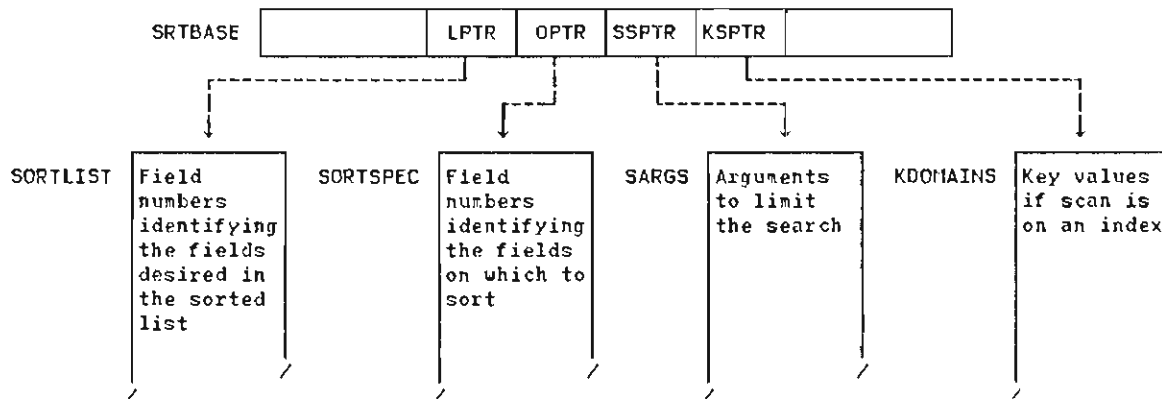 SRTBASE LPTR OPTR SSPTR KSPTR
SORTLIST
Field
numbers
identifying
the fields
desired in
the sorted
list
SORTSPEC
Field
numbers
identifying
the fields
on which to
sort
SARGS
Arguments
to limit
the search
KDOMAINS
Key values
if scan is
on an index